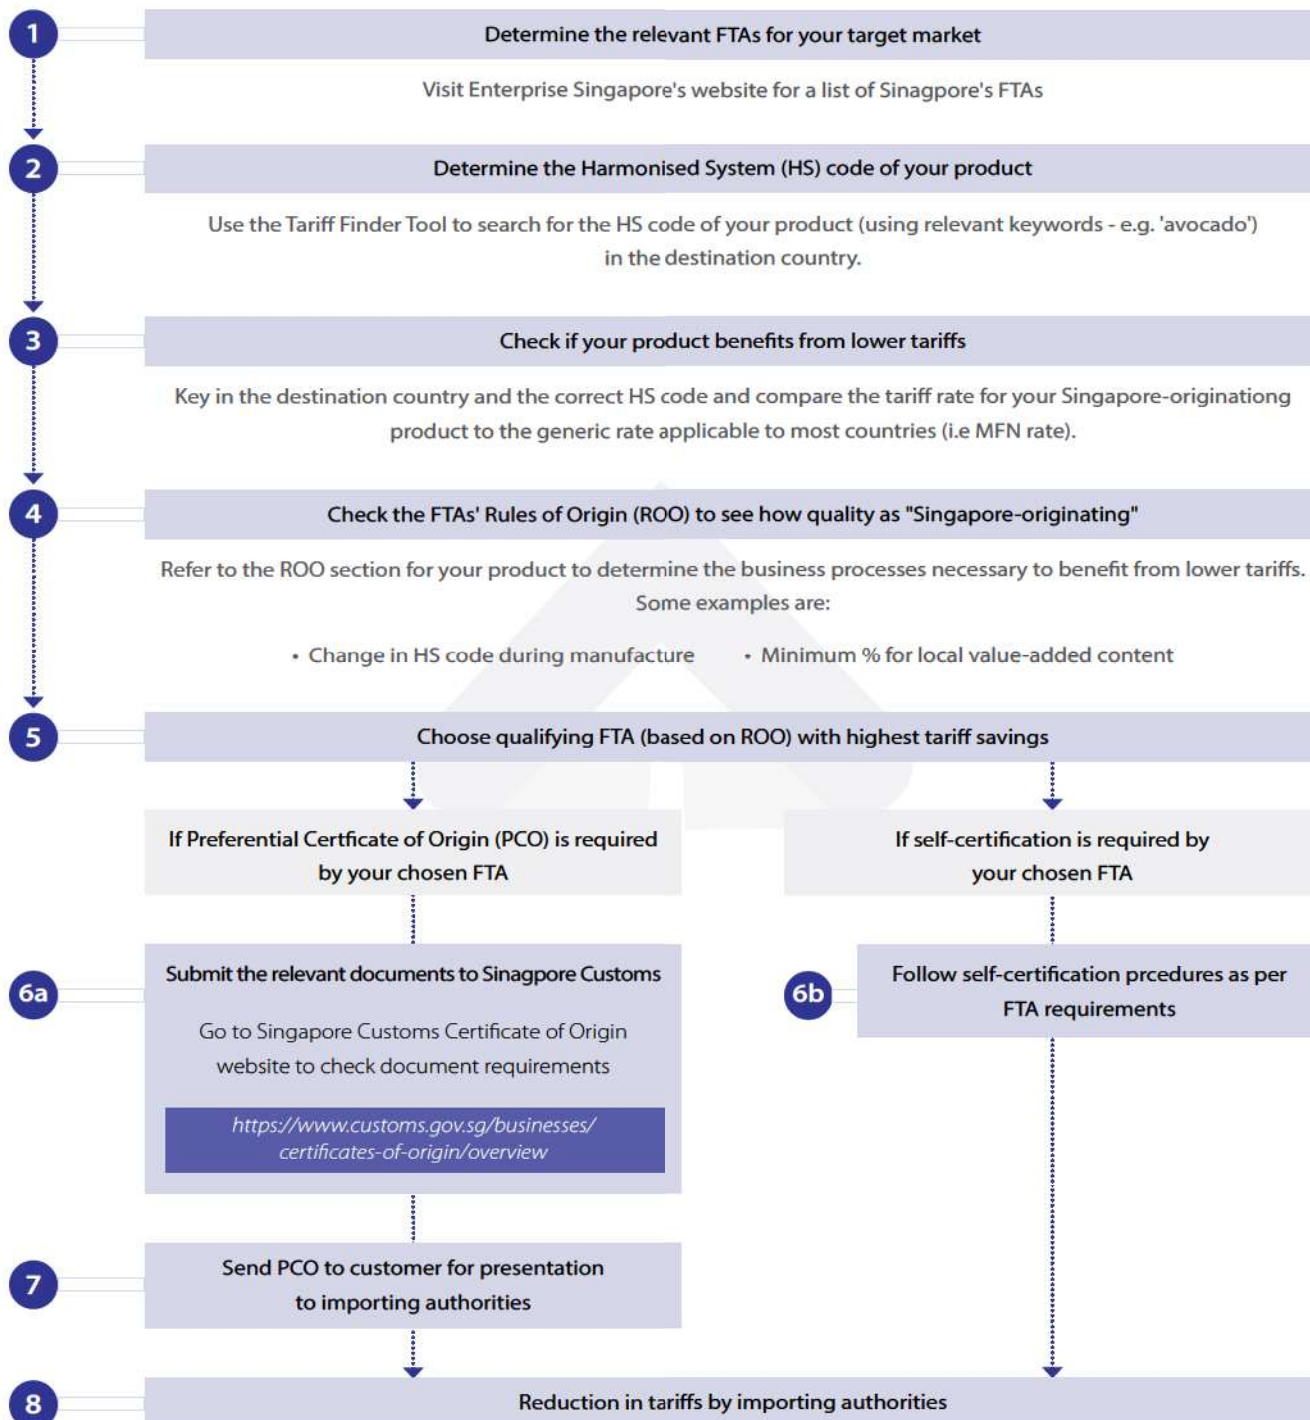 1
Determine the relevant FTAs for your target market
Visit Enterprise Singapore's website for a list of Sinagpore's FTAs
2
Determine the Harmonised System (HS) code of your product
Use the Tariff Finder Tool to search for the HS code of your product (using relevant keywords - e.g. 'avocado')
in the destination country.
3
Check if your product benefits from lower tariffs
Key in the destination country and the correct HS code and compare the tariff rate for your Singapore-originationg
product to the generic rate applicable to most countries (i.e MFN rate).
4
Check the FTAs' Rules of Origin (ROO) to see how quality as "Singapore-originating"
Refer to the ROO section for your product to determine the business processes necessary to benefit from lower tariffs.
Some examples are:
• Change in HS code during manufacture • Minimum % for local value-added content
5
Choose qualifying FTA (based on ROO) with highest tariff savings
If Preferential Certficate of Origin (PCO) is required
by your chosen FTA
If self-certification is required by
your chosen FTA
6a
Submit the relevant documents to Sinagpore Customs
Go to Singapore Customs Certificate of Origin
website to check document requirements
https://www.customs.gov.sg/businesses/
certificates-of-origin/overview
6b
Follow self-certification prcedures as per
FTA requirements
7
Send PCO to customer for presentation
to importing authorities
8
Reduction in tariffs by importing authorities